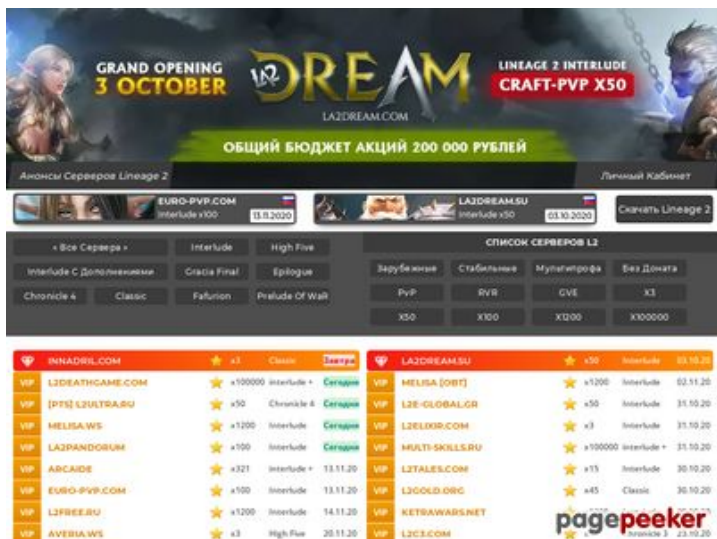 GRAND OPENING
3 OCTOBER
LA2 DREAM
LA2DREAM.COM
LINEAGE 2 INTERLUDE
CRAFT-PVP X50
ОБЩИЙ БЮДЖЕТ АКЦИЙ 200 000 РУБЛЕЙ
Анонсы Серверов Lineage 2
Личный Кабинет
EURO-PVP.COM
Interlude x100
13.11.2020
LA2DREAM.SU
Interlude x50
03.10.2020
Скачать Lineage 2
« Все Сервера »
Interlude
High Five
Interlude С Дополнениями
Gracia Final
Epilogue
Chronicle 4
Classic
Fafurion
Prelude Of WaR
СПИСОК СЕРВЕРОВ L2
Зарубежные
Стабильные
Мультипрофа
Без Доната
PvP
RVR
GVE
X3
X50
X100
X1200
X100000
INNADRIL.COM x3 Classic Завтра
VIP L2DEATHGAME.COM x100000 Interlude + Сегодня
VIP [PTS] L2ULTRA.RU x50 Chronicle 4 Сегодня
VIP MELISA.WS x1200 Interlude Сегодня
VIP LA2PANDORUM x100 Interlude Сегодня
VIP ARCAIDE x321 Interlude + 13.11.20
VIP EURO-PVP.COM x100 Interlude 13.11.20
VIP L2FREE.RU x1200 Interlude 14.11.20
VIP AVERIA.WS x3 High Five 20.11.20
LA2DREAM.SU x50 Interlude 03.10.20
VIP MELISA [OBT] x1200 Interlude 02.11.20
VIP L2E-GLOBAL.GR x50 Interlude 31.10.20
VIP L2ELIXIR.COM x3 Interlude 31.10.20
VIP MULTI-SKILLS.RU x100000 Interlude + 31.10.20
VIP L2TALES.COM x15 Interlude 30.10.20
VIP L2GOLD.ORG x45 Classic 30.10.20
VIP KETRAWARS.NET
VIP L2C3.COM Chronicle 3 23.10.20
pagepeeker